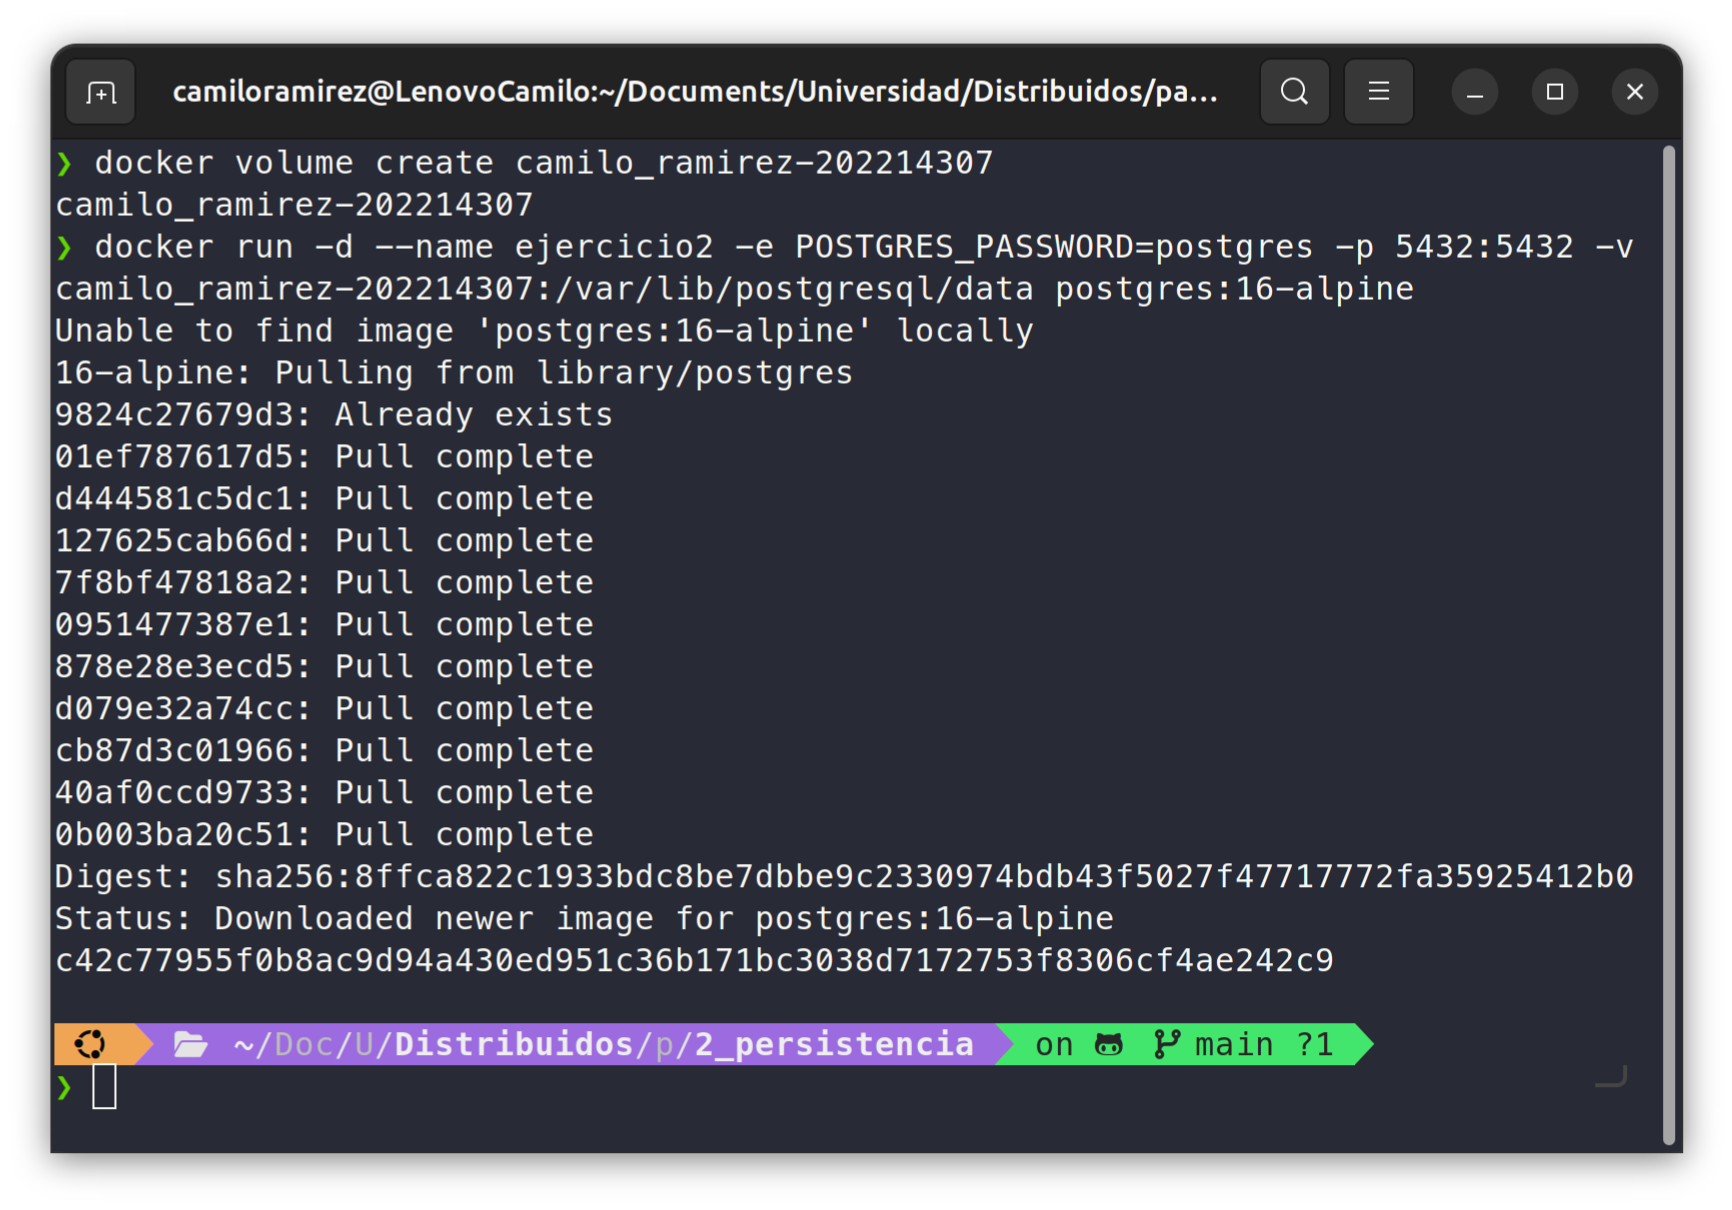 camiloramirez@LenovoCamilo:~/Documents/Universidad/Distribuidos/pa...
❯ docker volume create camilo_ramirez-202214307
camilo_ramirez-202214307
❯ docker run -d --name ejercicio2 -e POSTGRES_PASSWORD=postgres -p 5432:5432 -v
camilo_ramirez-202214307:/var/lib/postgresql/data postgres:16-alpine
Unable to find image 'postgres:16-alpine' locally
16-alpine: Pulling from library/postgres
9824c27679d3: Already exists
01ef787617d5: Pull complete
d444581c5dc1: Pull complete
127625cab66d: Pull complete
7f8bf47818a2: Pull complete
0951477387e1: Pull complete
878e28e3ecd5: Pull complete
d079e32a74cc: Pull complete
cb87d3c01966: Pull complete
40af0ccd9733: Pull complete
0b003ba20c51: Pull complete
Digest: sha256:8ffca822c1933bdc8be7dbbe9c2330974bdb43f5027f47717772fa35925412b0
Status: Downloaded newer image for postgres:16-alpine
c42c77955f0b8ac9d94a430ed951c36b171bc3038d7172753f8306cf4ae242c9
~/Doc/U/Distribuidos/p/2_persistencia on main ?1
❯